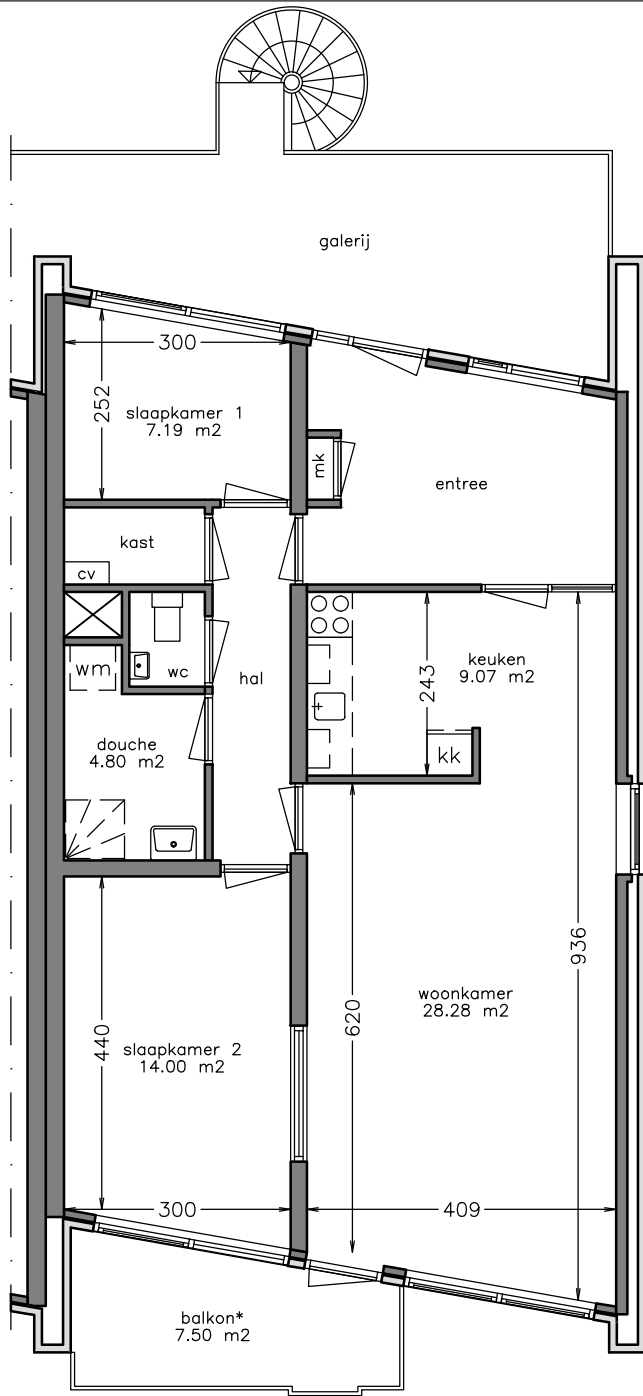 galerij
300
252
slaapkamer 1
7.19 m2
mk
entree
kast
cv
wm
wc
hal
keuken
9.07 m2
243
kk
douche
4.80 m2
936
woonkamer
28.28 m2
620
440
slaapkamer 2
14.00 m2
300
409
balkon*
7.50 m2